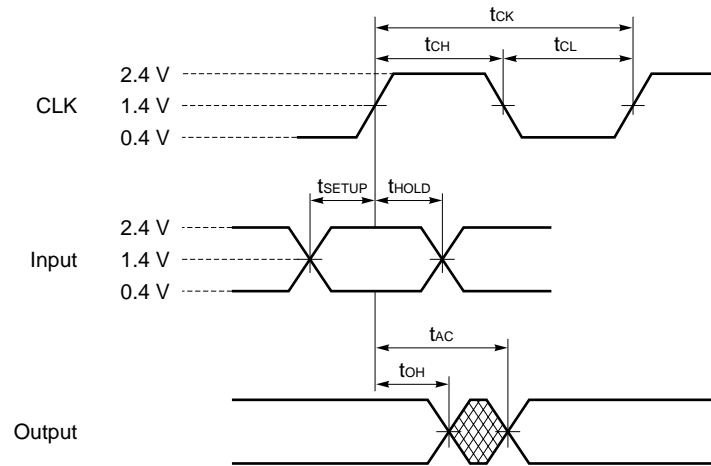 tCK
tCH tCL
2.4 V
CLK 1.4 V
0.4 V
tSETUP tHOLD
2.4 V
Input 1.4 V
0.4 V
tAC
tOH
Output